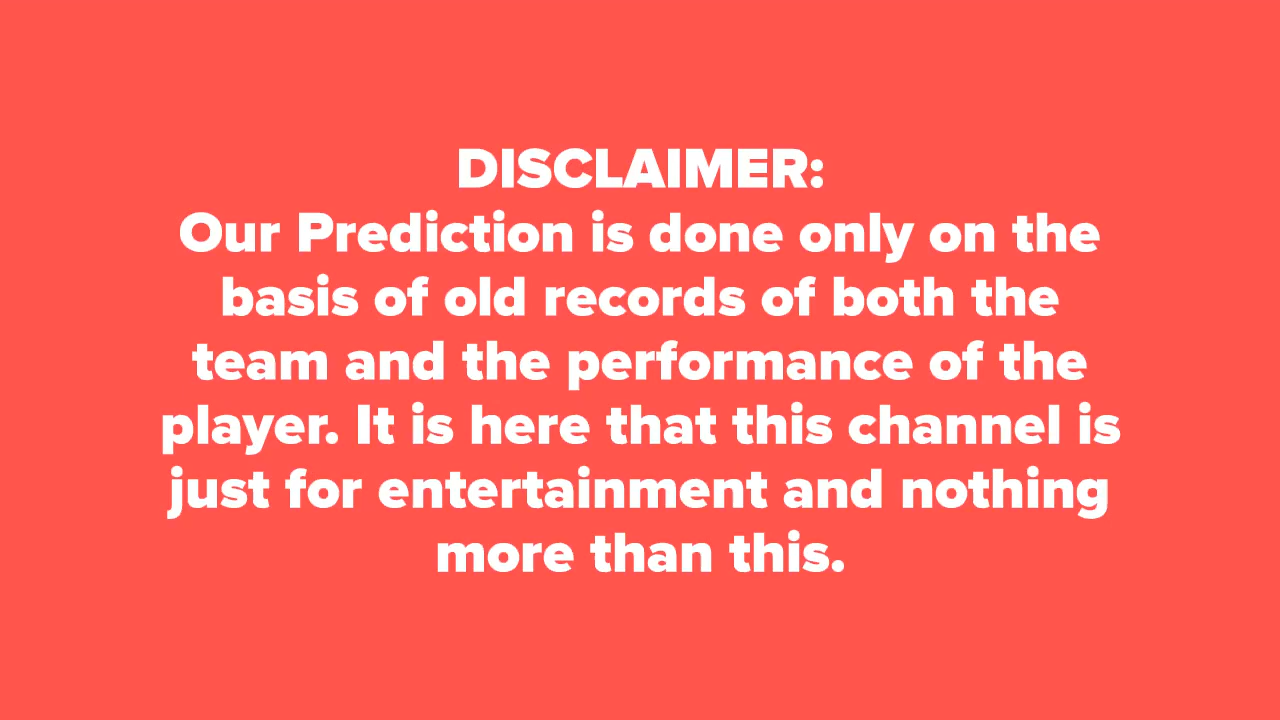 DISCLAIMER:
Our Prediction is done only on the
basis of old records of both the
team and the performance of the
player. It is here that this channel is
just for entertainment and nothing
more than this.